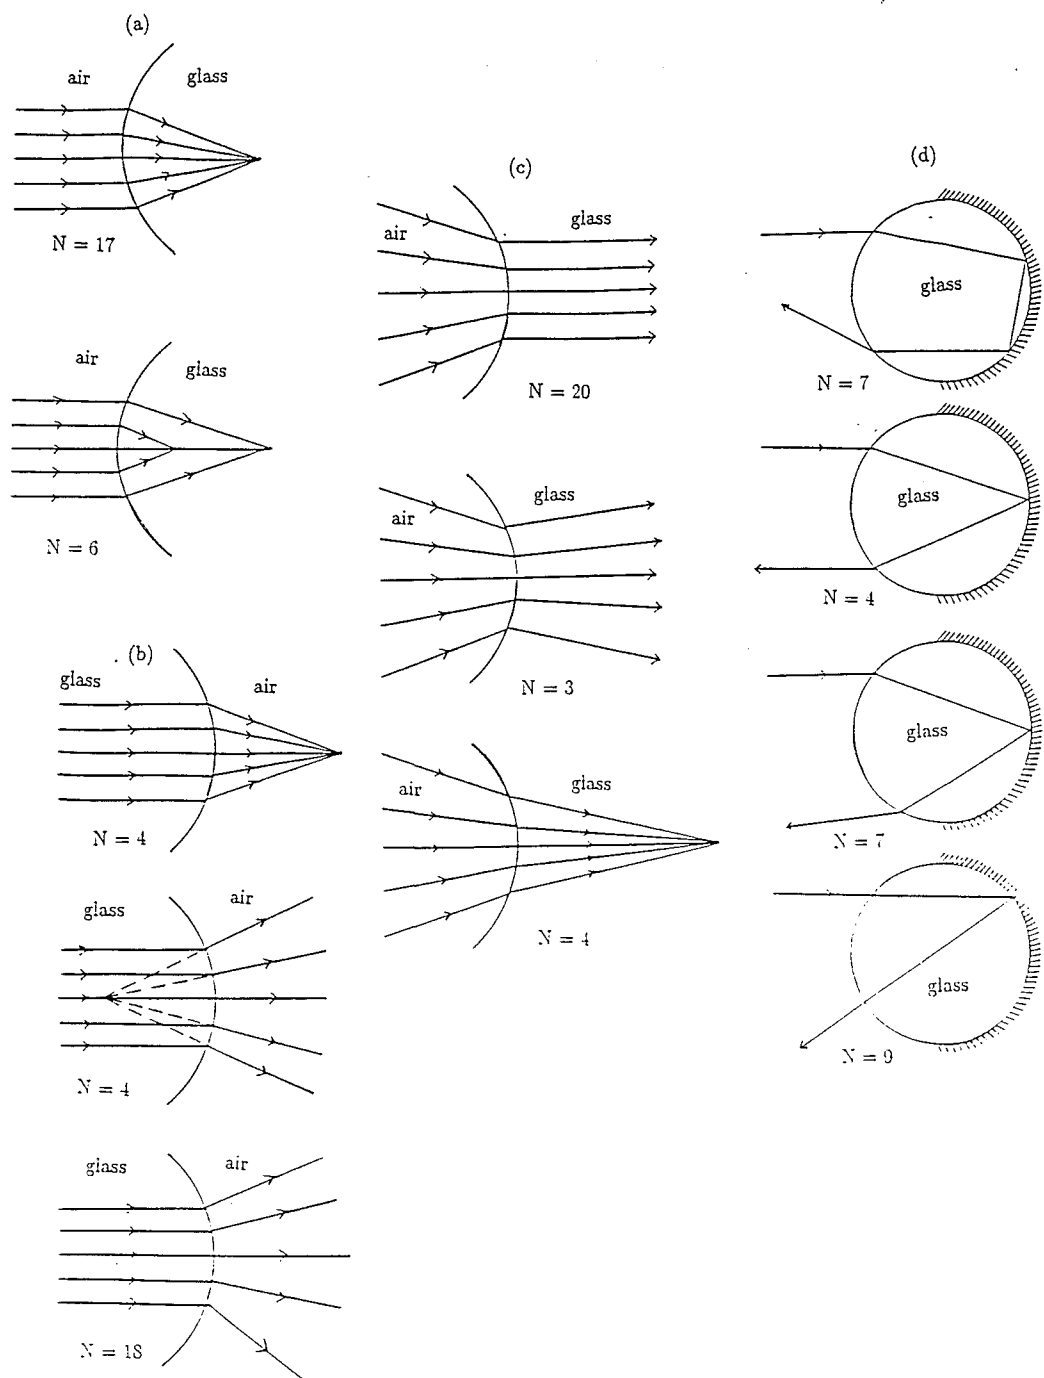 (a)
air
glass
N = 17
air
glass
N = 6
(b)
glass
air
N = 4
glass
air
N = 4
glass
air
N = 18
(c)
air
glass
N = 20
air
glass
N = 3
air
glass
N = 4
(d)
glass
N = 7
glass
N = 4
glass
N = 7
glass
N = 9